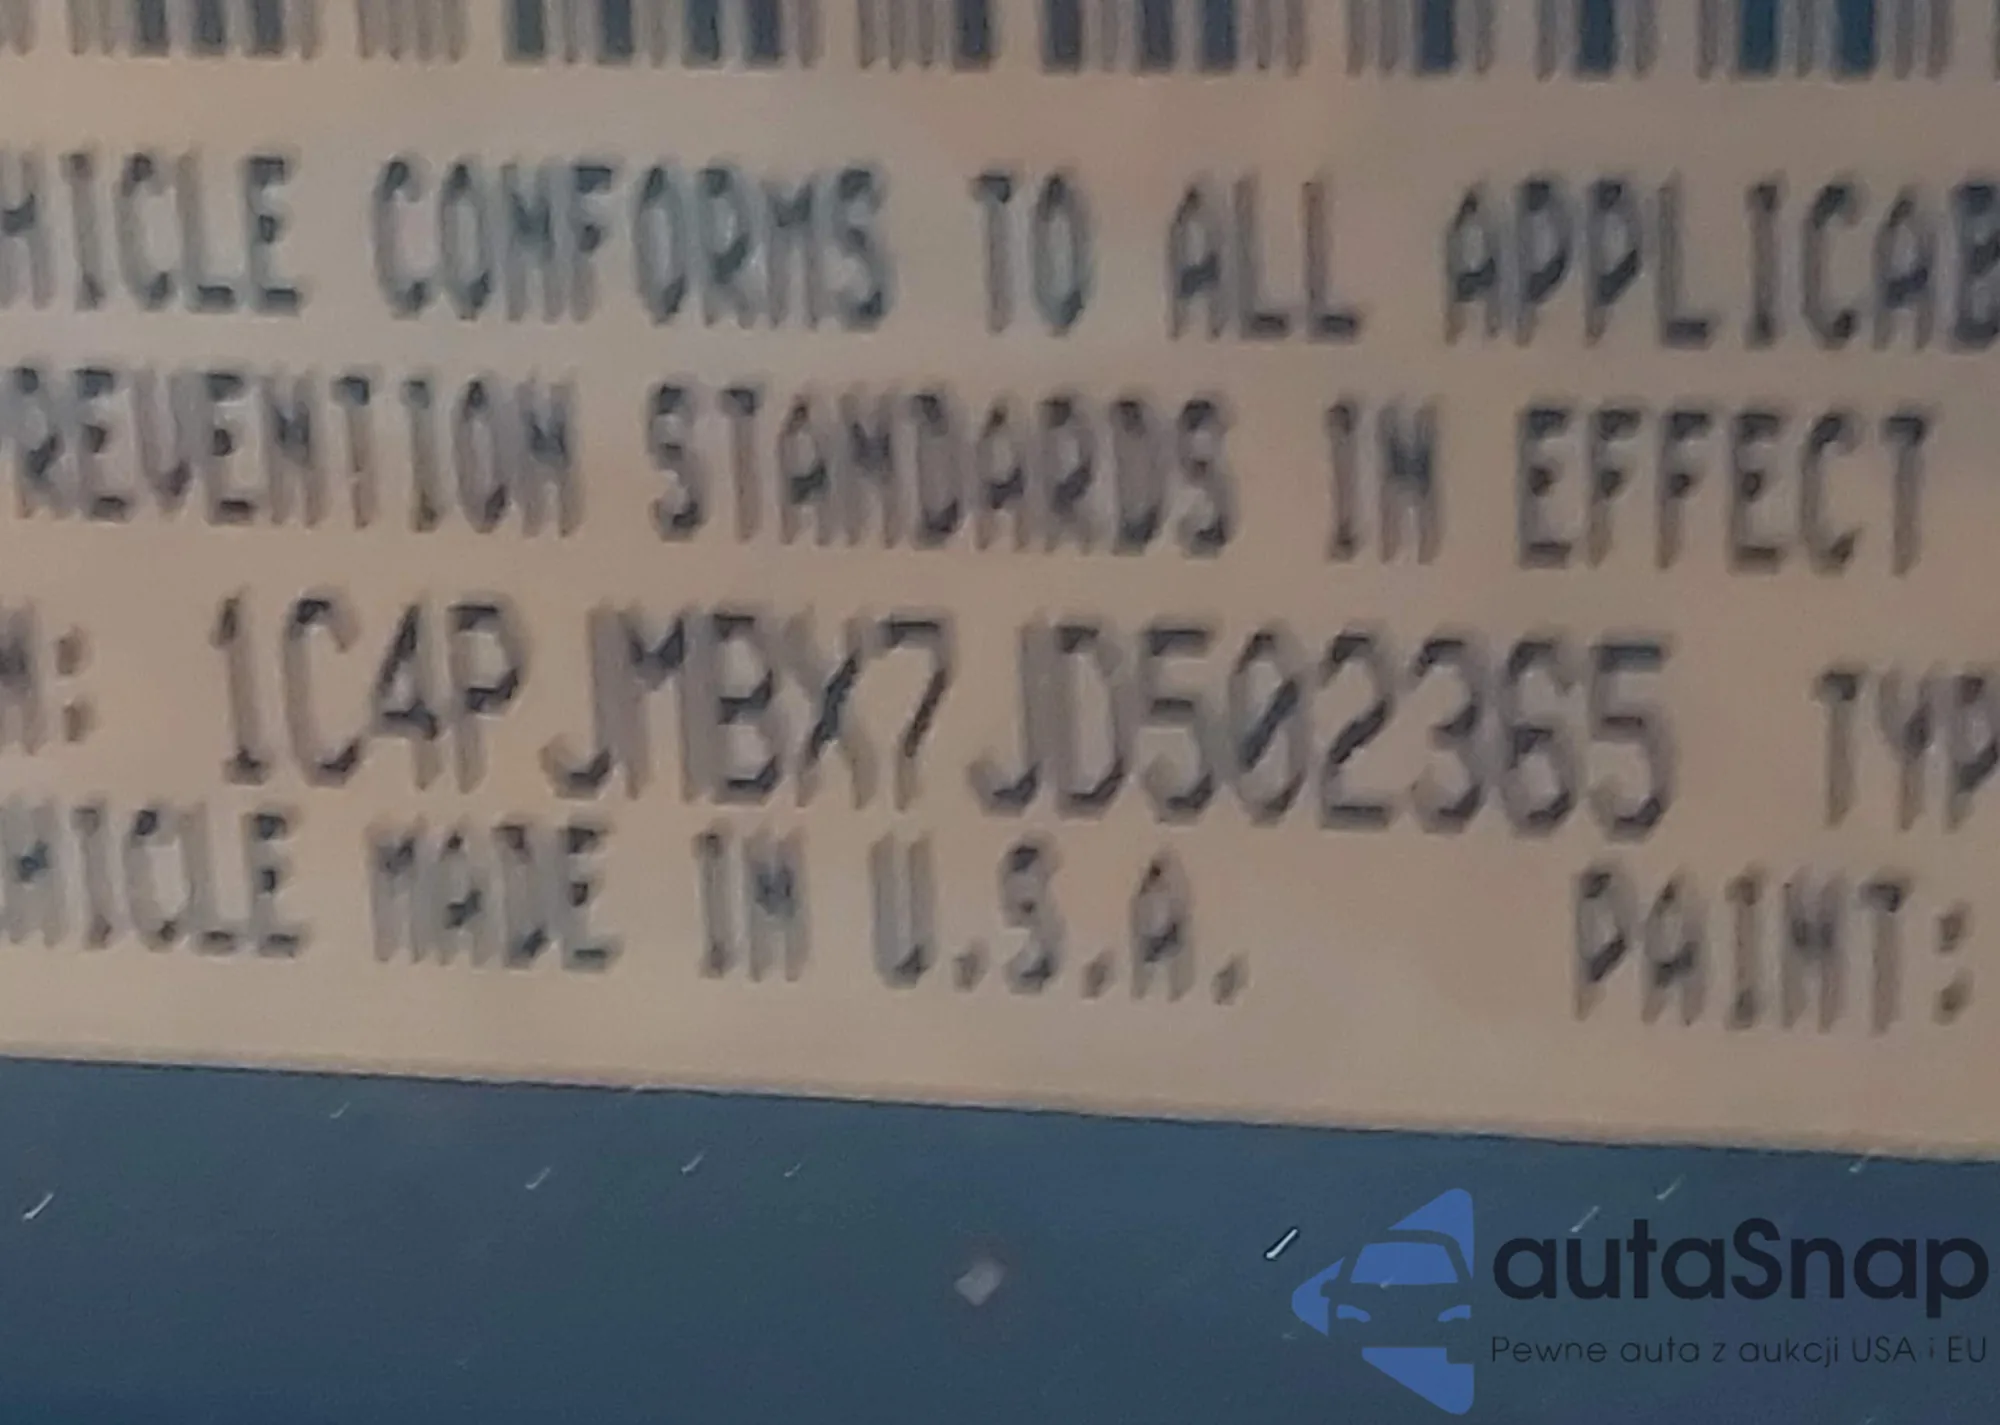 HICLE CONFORMS TO ALL APPLICAB
PREVENTION STANDARDS IN EFFECT
: 1C4PJMBX7JD502365 TYP
HICLE MADE IN U.S.A. PAINT:
autaSnap
Pewne auta z aukcji USA i EU